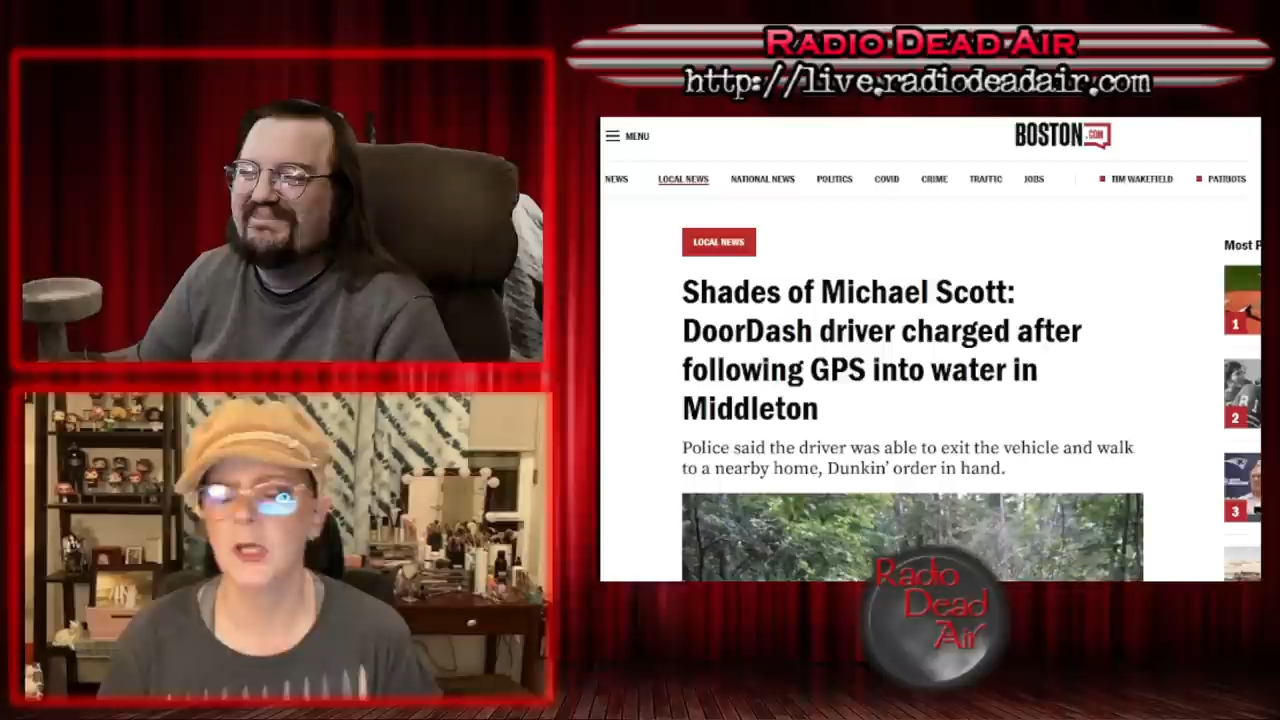 RADIO DEAD AIR
http://live.radiodeadair.com
MENU
BOSTON.COM
NEWS LOCAL NEWS NATIONAL NEWS POLITICS COVID CRIME TRAFFIC JOBS TIM WAKEFIELD PATRIOTS
LOCAL NEWS
Most P
Shades of Michael Scott:
DoorDash driver charged after
following GPS into water in
Middleton
Police said the driver was able to exit the vehicle and walk
to a nearby home, Dunkin’ order in hand.
1
2
3
Radio
Dead
Air